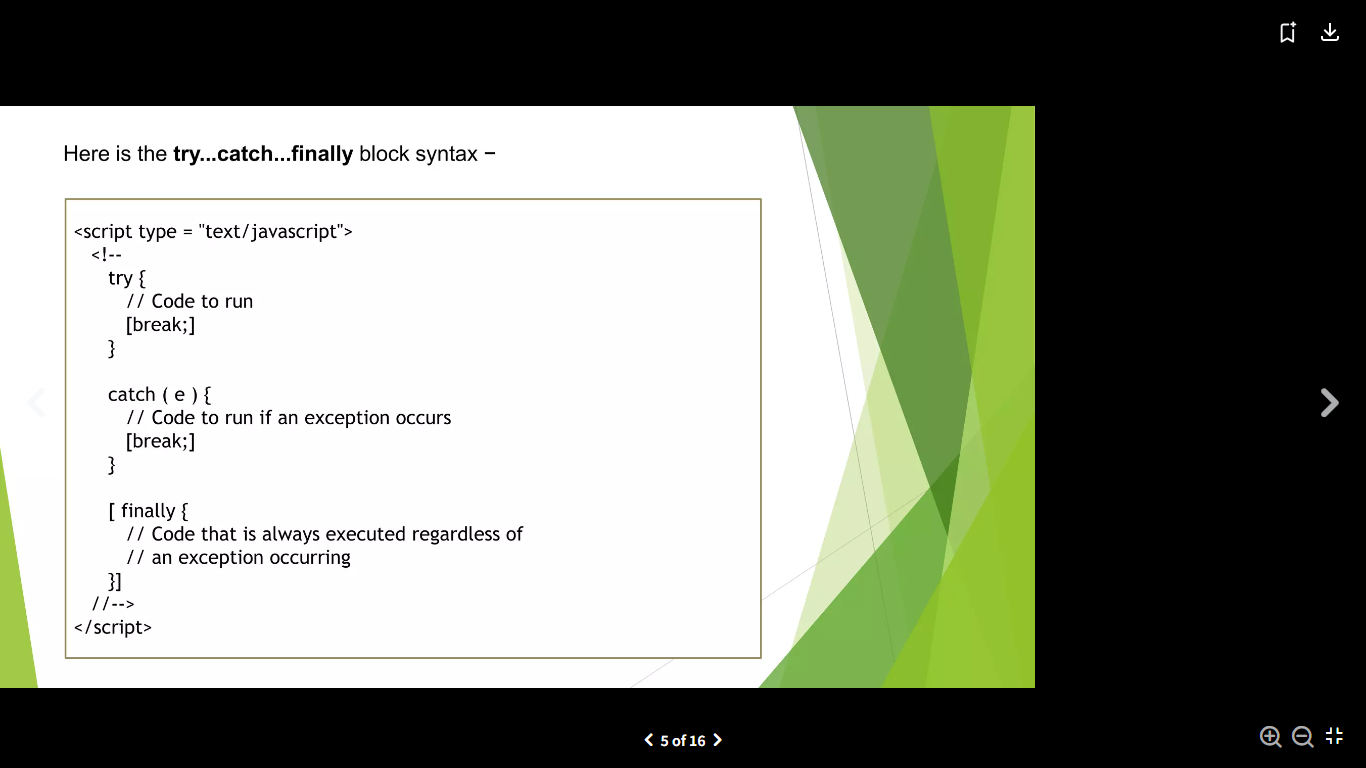 Here is the try...catch...finally block syntax −
<script type = "text/javascript">
<!--
try {
// Code to run
[break;]
}
catch ( e ) {
// Code to run if an exception occurs
[break;]
}
[ finally {
// Code that is always executed regardless of
// an exception occurring
}]
//-->
</script>
5 of 16